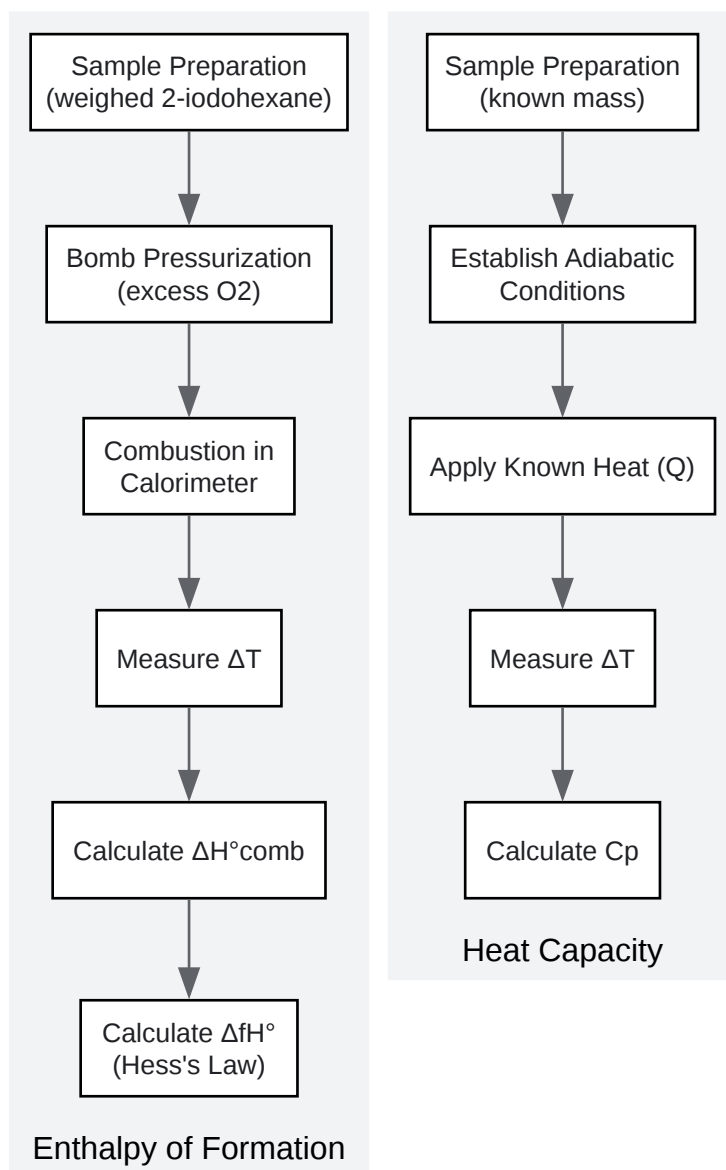 Sample Preparation
(weighed 2-iodohexane)
Bomb Pressurization
(excess O2)
Combustion in
Calorimeter
Measure ΔT
Calculate ΔH°comb
Calculate ΔfH°
(Hess's Law)
Enthalpy of Formation
Sample Preparation
(known mass)
Establish Adiabatic
Conditions
Apply Known Heat (Q)
Measure ΔT
Calculate Cp
Heat Capacity